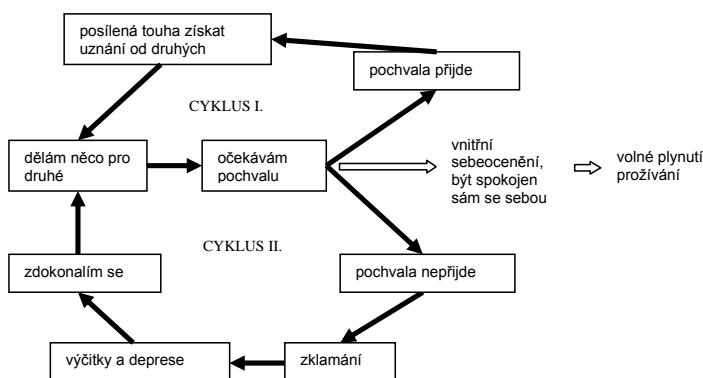 posílená touha získat
uznání od druhých
pochvala přijde
CYKLUS I.
dělám něco pro
druhé
očekávám
pochvalu
vnitřní
sebeocenění,
být spokojen
sám se sebou
volné plynutí
prožívání
CYKLUS II.
zdokonalím se
pochvala nepřijde
výčitky a deprese
zklamání